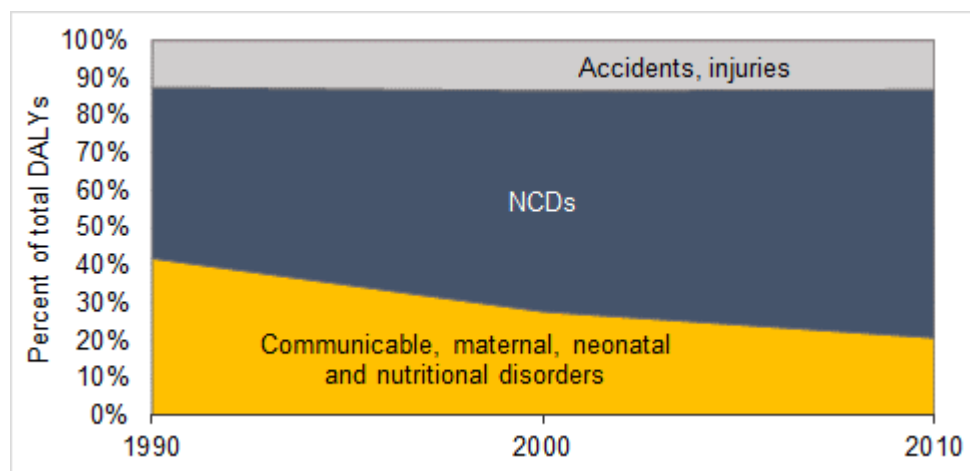 Percent of total DALYs
100%
90%
80%
70%
60%
50%
40%
30%
20%
10%
0%
Accidents, injuries
NCDs
Communicable, maternal, neonatal
and nutritional disorders
1990
2000
2010